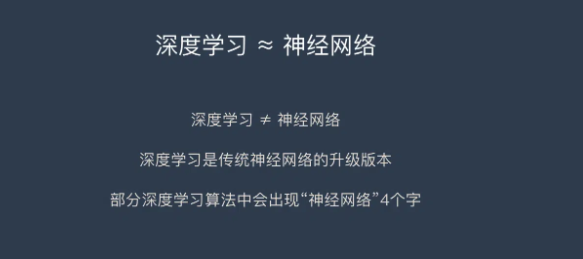 深度学习 ≈ 神经网络
深度学习 ≠ 神经网络
深度学习是传统神经网络的升级版本
部分深度学习算法中会出现“神经网络”4个字